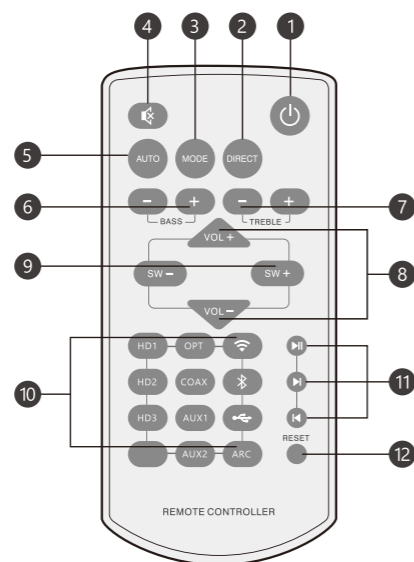 4 3 2 1
5 AUTO MODE DIRECT
6 − + − + 7
BASS TREBLE
VOL +
9 SW − SW + 8
VOL −
HD1 OPT
HD2 COAX
10 11
HD3 AUX1
RESET
AUX2 ARC 12
REMOTE CONTROLLER